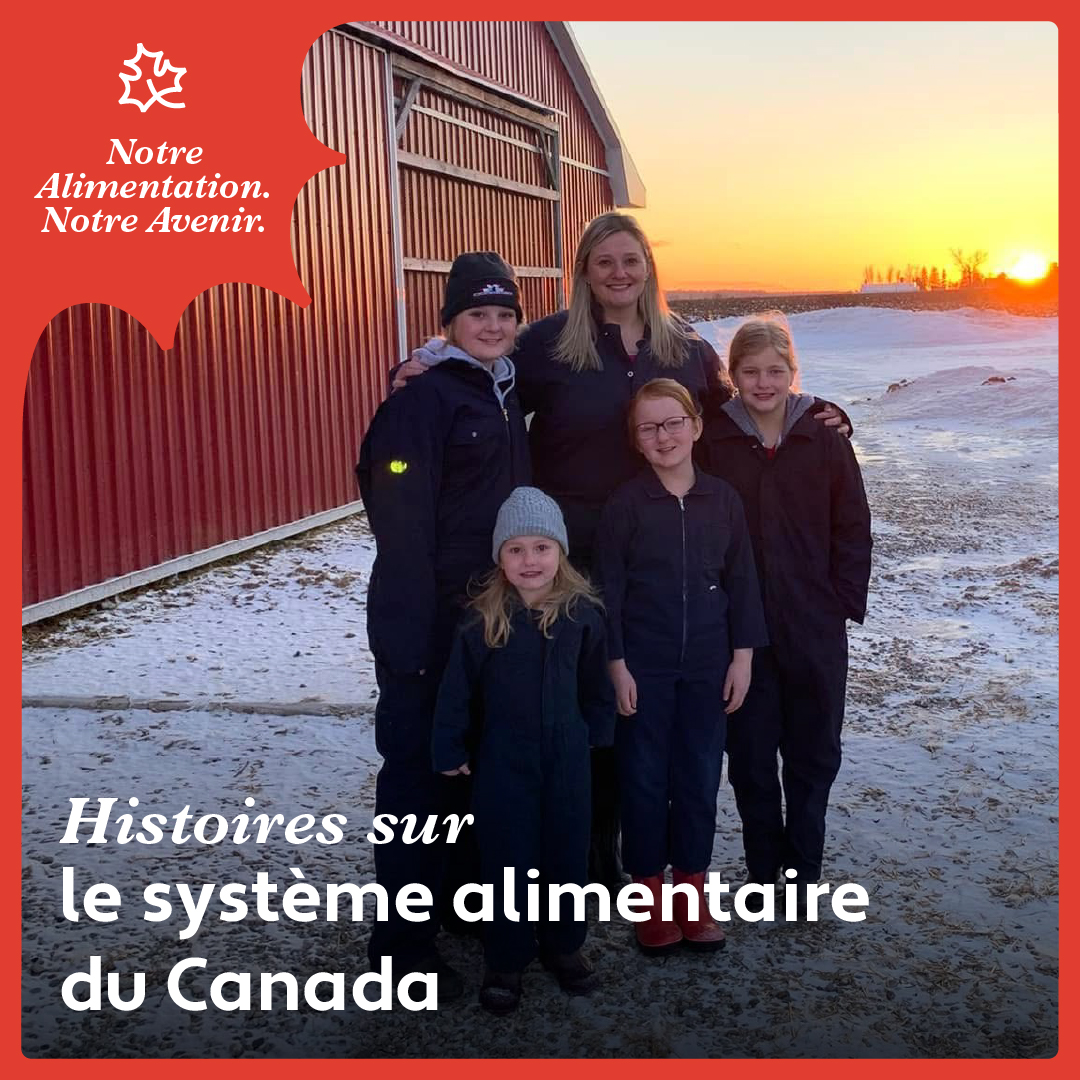 Notre
Alimentation.
Notre Avenir.
Histoires sur
le système alimentaire
du Canada